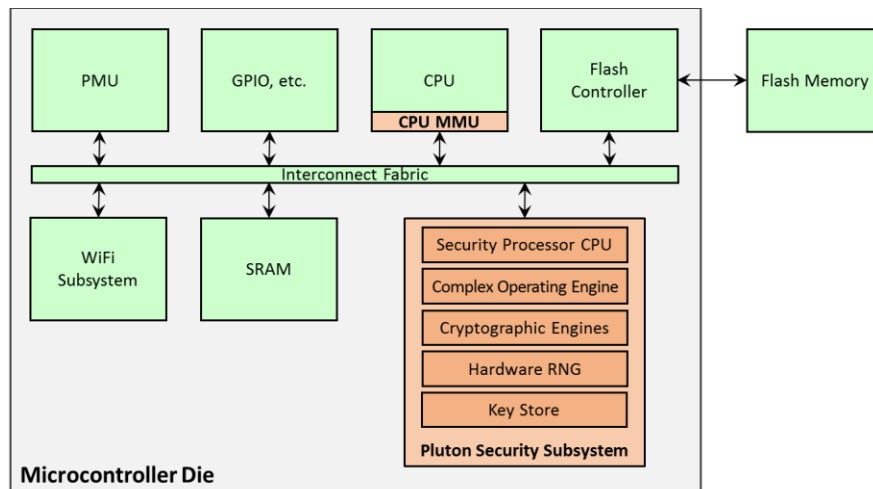 PMU
GPIO, etc.
CPU
CPU MMU
Flash
Controller
Flash Memory
Interconnect Fabric
WiFi
Subsystem
SRAM
Security Processor CPU
Complex Operating Engine
Cryptographic Engines
Hardware RNG
Key Store
Pluton Security Subsystem
Microcontroller Die